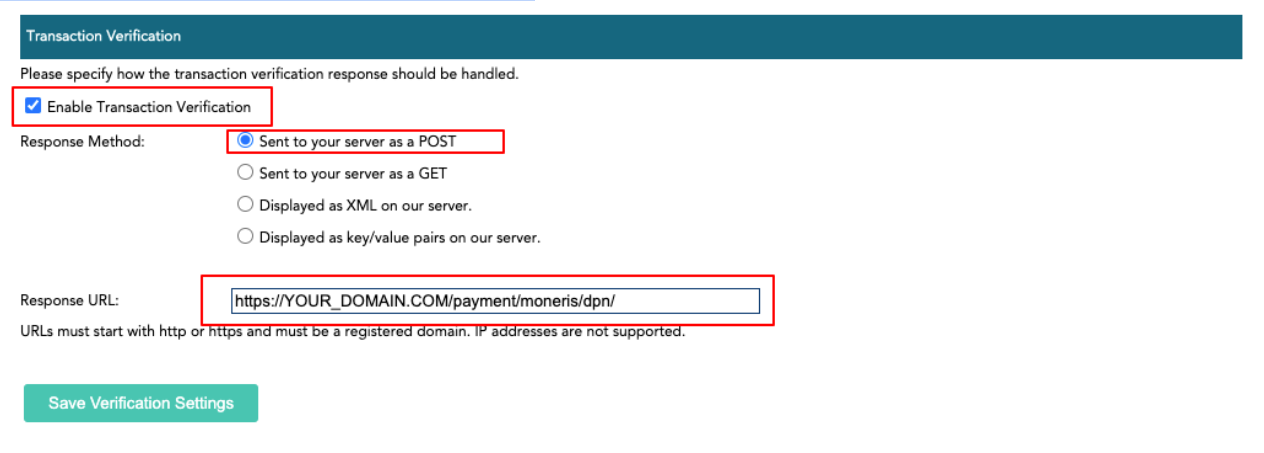 Transaction Verification
Please specify how the transaction verification response should be handled.
Enable Transaction Verification
Response Method: Sent to your server as a POST
Sent to your server as a GET
Displayed as XML on our server.
Displayed as key/value pairs on our server.
Response URL: https://YOUR_DOMAIN.COM/payment/moneris/dpn/
URLs must start with http or https and must be a registered domain. IP addresses are not supported.
Save Verification Settings